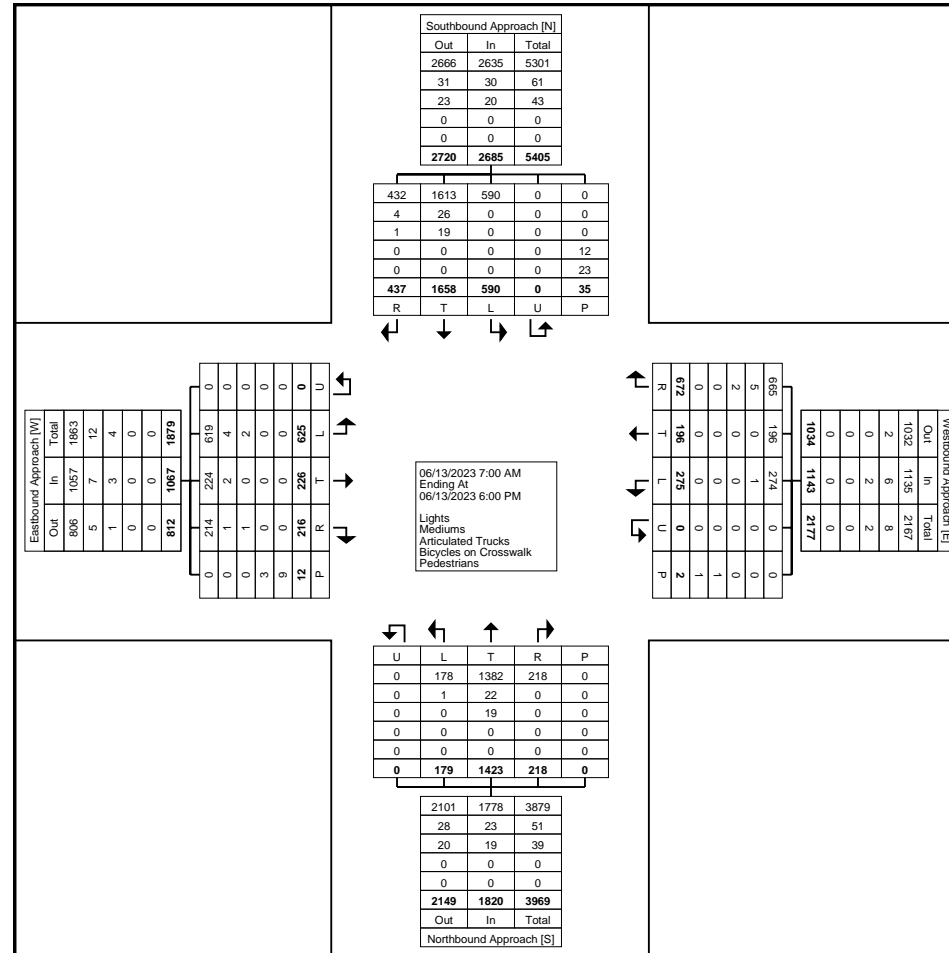 Southbound Approach [N]
Out In Total
2666 2635 5301
31 30 61
23 20 43
0 0 0
0 0 0
2720 2685 5405
432 1613 590 0 0
4 26 0 0 0
1 19 0 0 0
0 0 0 0 12
0 0 0 0 23
437 1658 590 0 35
R T L U P
Eastbound Approach [W]
Out In Total
806 1057 1863
5 7 12
1 3 4
0 0 0
0 0 0
812 1067 1879
0 214 224 619 0
0 1 2 4 0
0 1 0 2 0
3 0 0 0 0
9 0 0 0 0
12 216 226 625 0
P R T L U
06/13/2023 7:00 AM
Ending At
06/13/2023 6:00 PM
Lights
Mediums
Articulated Trucks
Bicycles on Crosswalk
Pedestrians
Westbound Approach [E]
Out In Total
1032 1135 2167
2 6 8
0 2 2
0 0 0
0 0 0
1034 1143 2177
665 196 274 0 0
5 0 1 0 0
2 0 0 0 0
0 0 0 0 1
0 0 0 0 1
672 196 275 0 2
R T L U P
U L T R P
0 178 1382 218 0
0 1 22 0 0
0 0 19 0 0
0 0 0 0 0
0 0 0 0 0
0 179 1423 218 0
2101 1778 3879
28 23 51
20 19 39
0 0 0
0 0 0
2149 1820 3969
Out In Total
Northbound Approach [S]